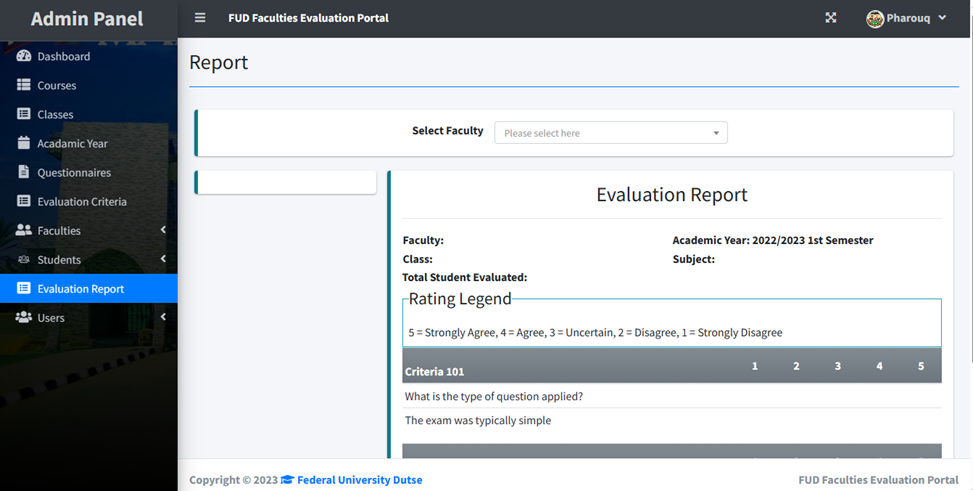 Admin Panel
FUD Faculties Evaluation Portal
Pharouq
Dashboard
Courses
Classes
Acadamic Year
Questionnaires
Evaluation Criteria
Faculties
Students
Evaluation Report
Users
Report
Select Faculty Please select here
Evaluation Report
Faculty: Academic Year: 2022/2023 1st Semester
Class: Subject:
Total Student Evaluated:
Rating Legend
5 = Strongly Agree, 4 = Agree, 3 = Uncertain, 2 = Disagree, 1 = Strongly Disagree
Criteria 101 1 2 3 4 5
What is the type of question applied?
The exam was typically simple
Copyright © 2023 Federal University Dutse
FUD Faculties Evaluation Portal